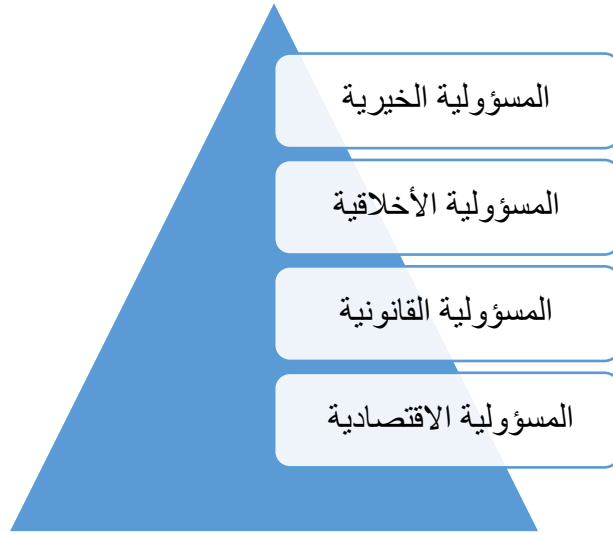 المسؤولية الخيرية
المسؤولية الأخلاقية
المسؤولية القانونية
المسؤولية الاقتصادية